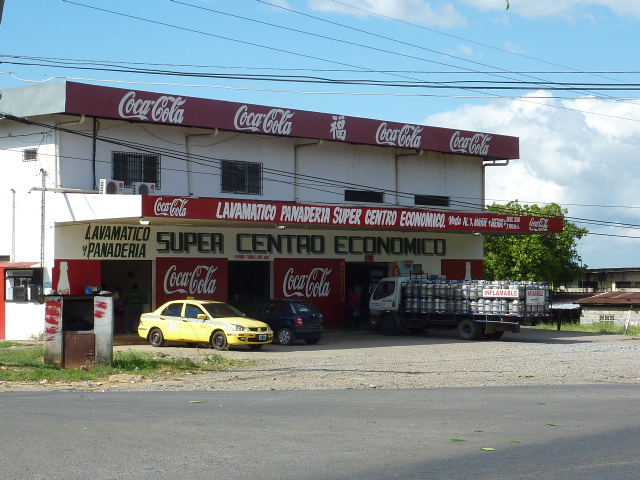 Coca-Cola Coca-Cola 福 Coca-Cola Coca-Cola
Coca-Cola LAVAMATICO PANADERIA SUPER CENTRO ECONOMICO. Coca-Cola
LAVAMATICO
Y PANADERIA
SUPER CENTRO ECONOMICO
Coca-Cola Coca-Cola
INFLAMABLE